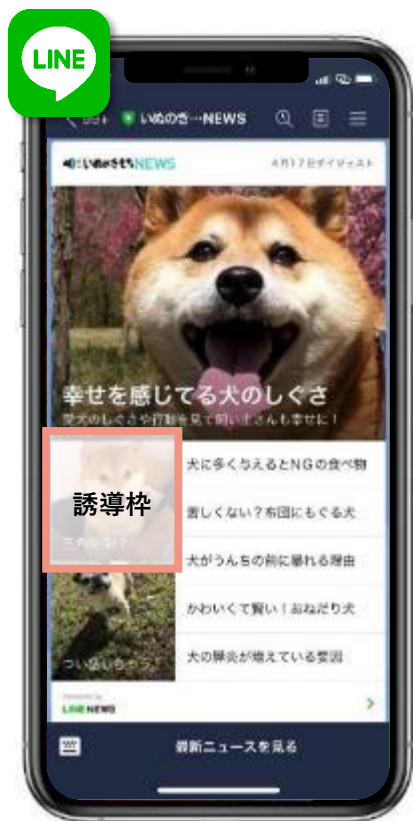 LINE
99+ いぬのき…NEWS
いぬのきもちNEWS 4月17日ダイジェスト
幸せを感じてる犬のしぐさ
愛犬のしぐさや行動を見て飼い主さんも幸せに！
犬に多く与えるとNGの食べ物
誘導枠
苦しくない？布団にもぐる犬
犬がうんちの前に暴れる理由
かわいくて賢い！おねだり犬
犬の膵炎が増えている要因
Powered by
LINE NEWS
最新ニュースを見る